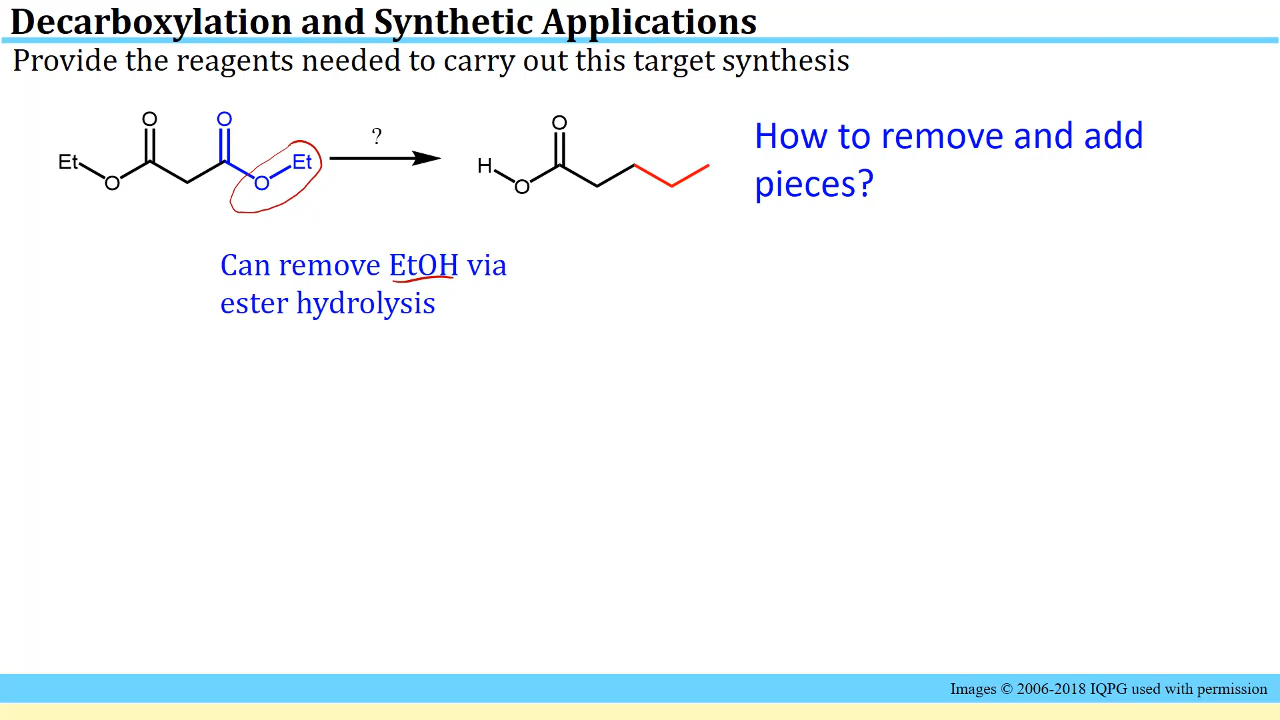 Decarboxylation and Synthetic Applications
Provide the reagents needed to carry out this target synthesis
O O O
Et O O Et ? H O
How to remove and add
pieces?
Can remove EtOH via
ester hydrolysis
Images © 2006-2018 IQPG used with permission